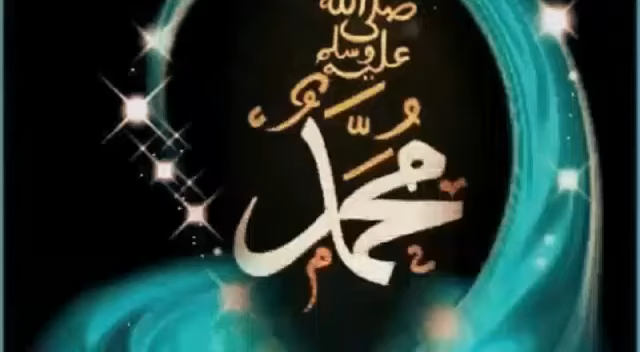 صلى الله
عليه وسلم
محمد